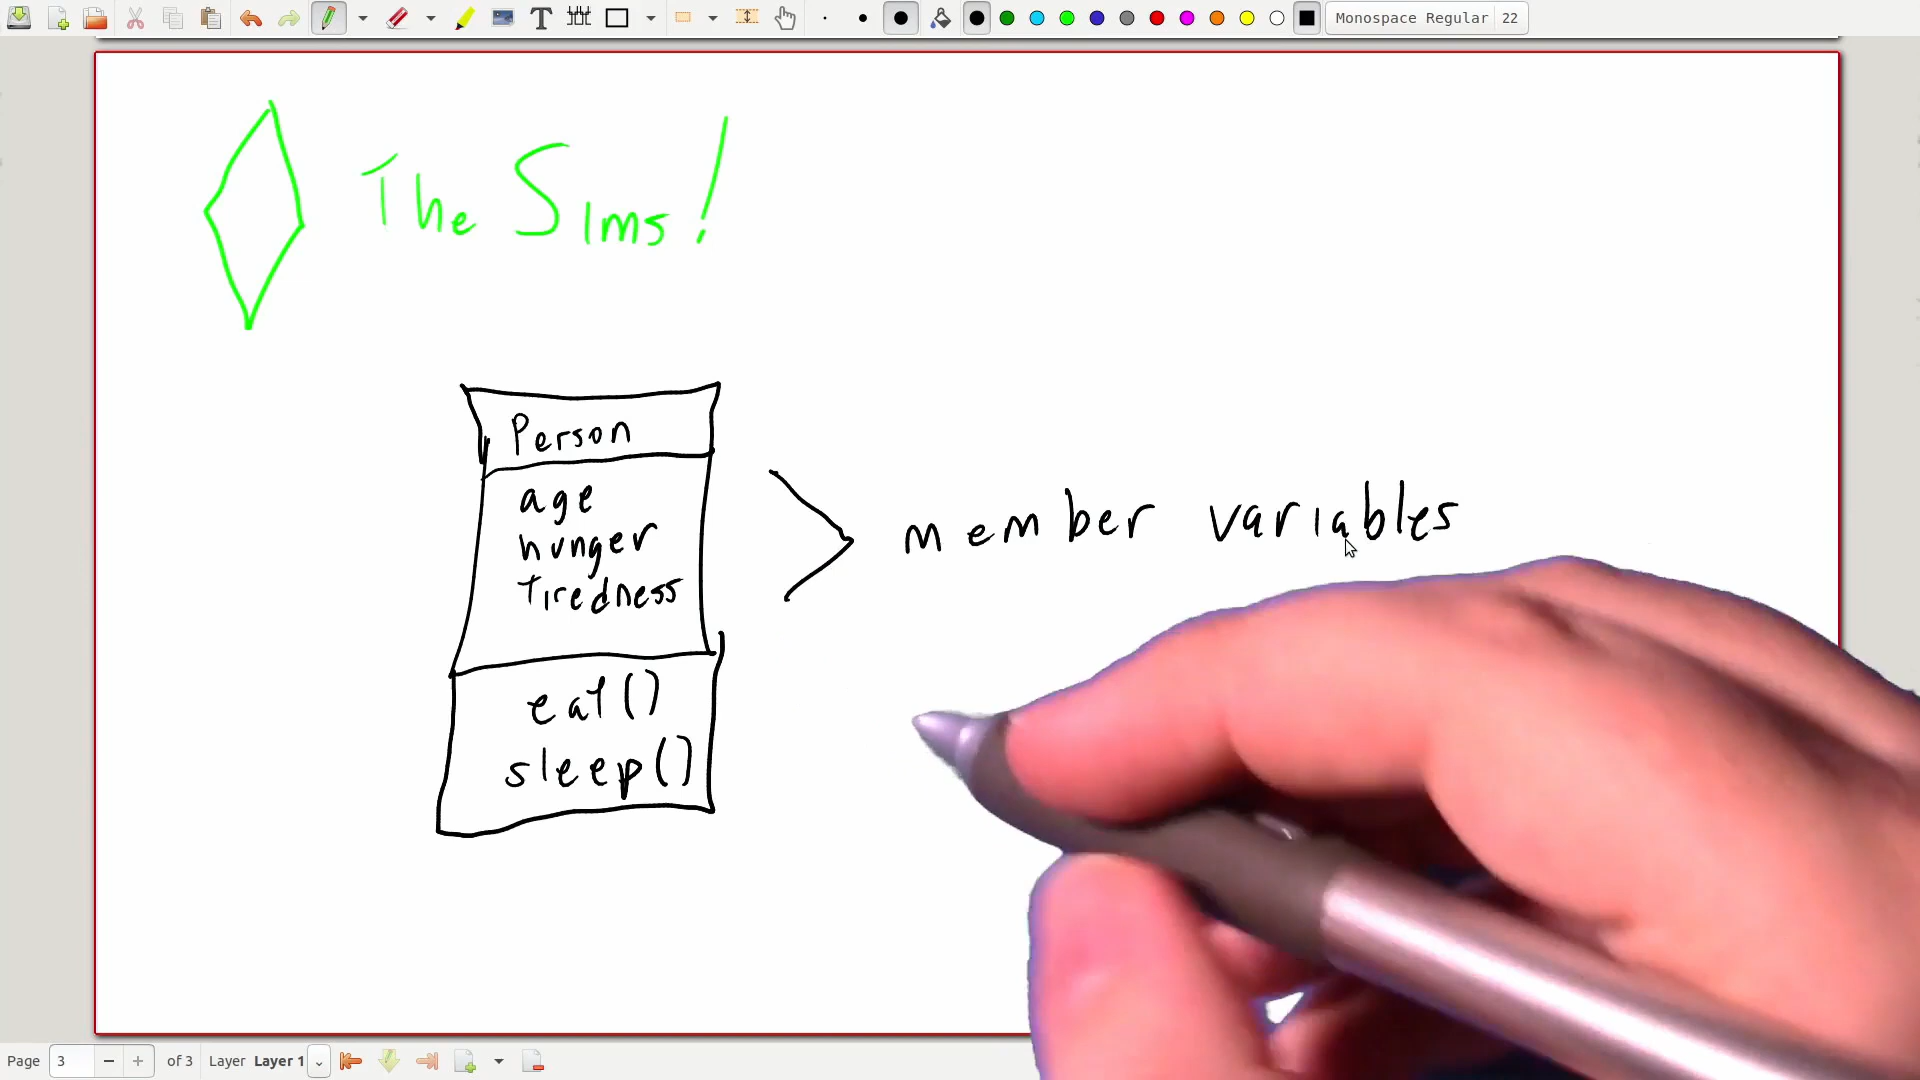 Monospace Regular 22
The Sims!
Person
age
hunger
Tiredness
member variables
eat()
sleep()
Page 3 of 3 Layer Layer 1